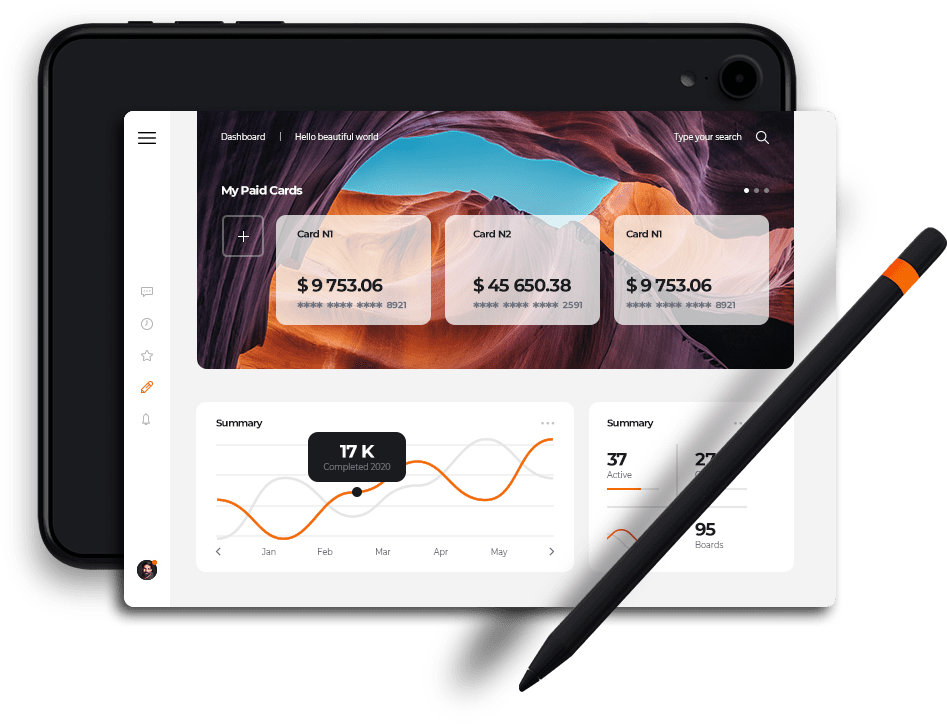 Dashboard | Hello beautiful world
Type your search
My Paid Cards
Card N1
$ 9 753.06
**** **** **** 8921
Card N2
$ 45 650.38
**** **** **** 2591
Card N1
$ 9 753.06
**** **** **** 8921
Summary
17 K
Completed 2020
Jan Feb Mar Apr May
Summary
37
Active
95
Boards